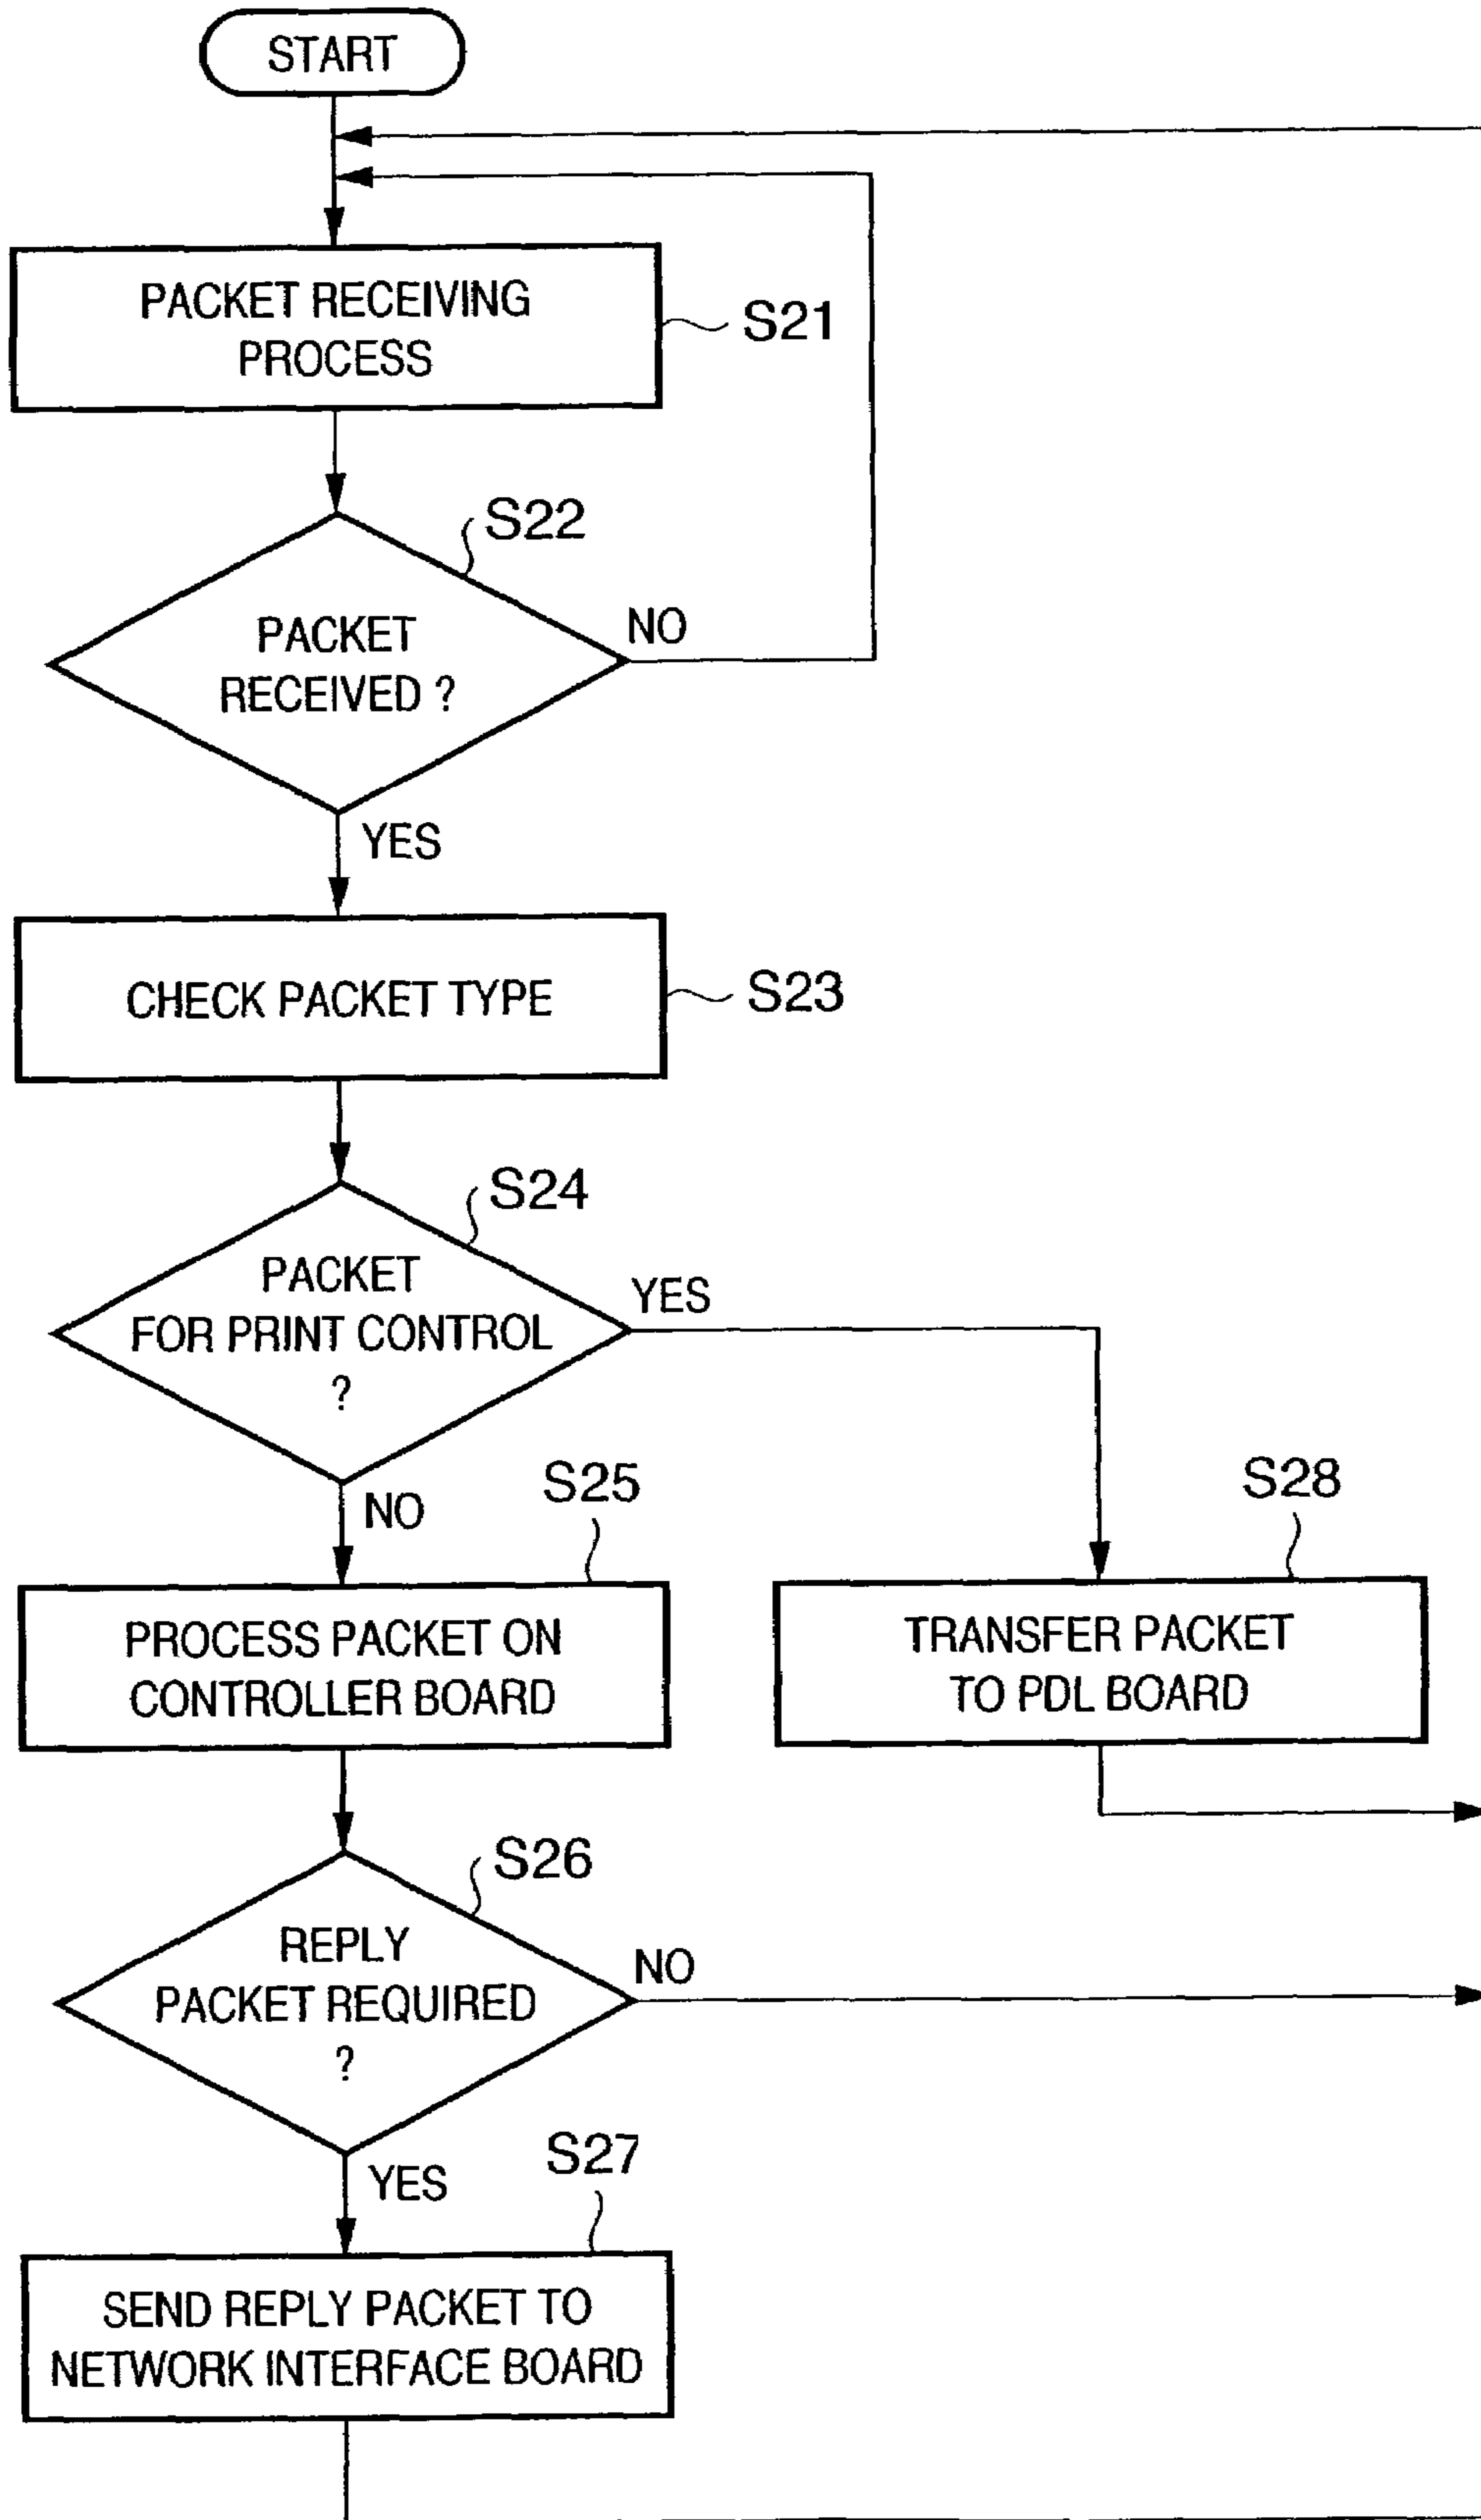 START
PACKET RECEIVING
PROCESS
S21
S22
PACKET
RECEIVED ?
NO
YES
CHECK PACKET TYPE
S23
S24
PACKET
FOR PRINT CONTROL
?
YES
NO
S25
S28
PROCESS PACKET ON
CONTROLLER BOARD
TRANSFER PACKET
TO PDL BOARD
S26
REPLY
PACKET REQUIRED
?
NO
YES
S27
SEND REPLY PACKET TO
NETWORK INTERFACE BOARD